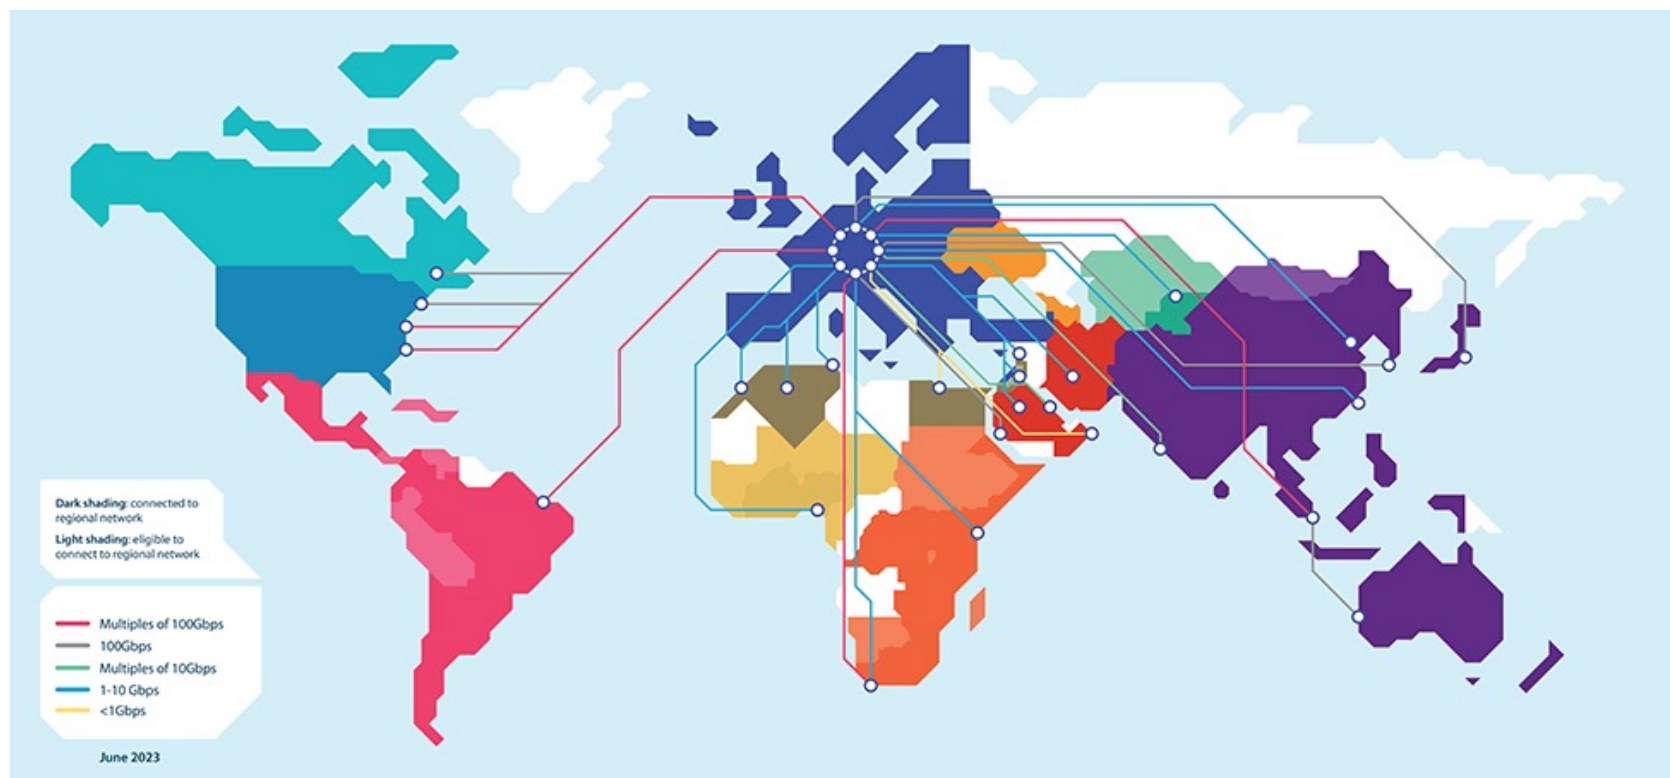 Dark shading: connected to
regional network
Light shading: eligible to
connect to regional network
Multiples of 100Gbps
100Gbps
Multiples of 10Gbps
1-10 Gbps
<1Gbps
June 2023